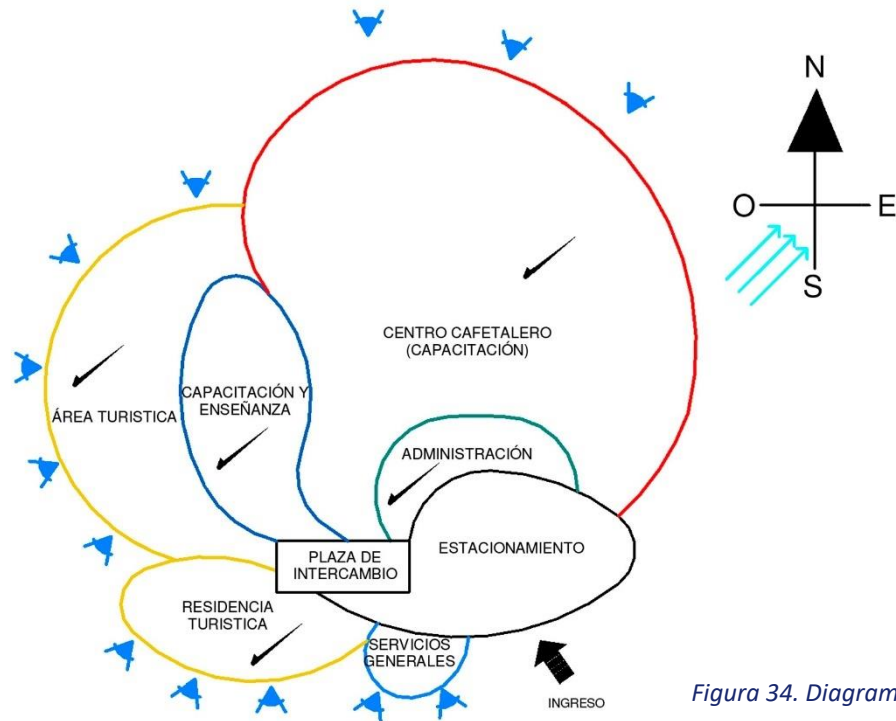 N
O
E
S
CENTRO CAFETALERO
(CAPACITACIÓN)
CAPACITACIÓN Y
ENSEÑANZA
ÁREA TURISTICA
ADMINISTRACIÓN
ESTACIONAMIENTO
PLAZA DE
INTERCAMBIO
RESIDENCIA
TURISTICA
SERVICIOS
GENERALES
INGRESO
Figura 34. Diagram